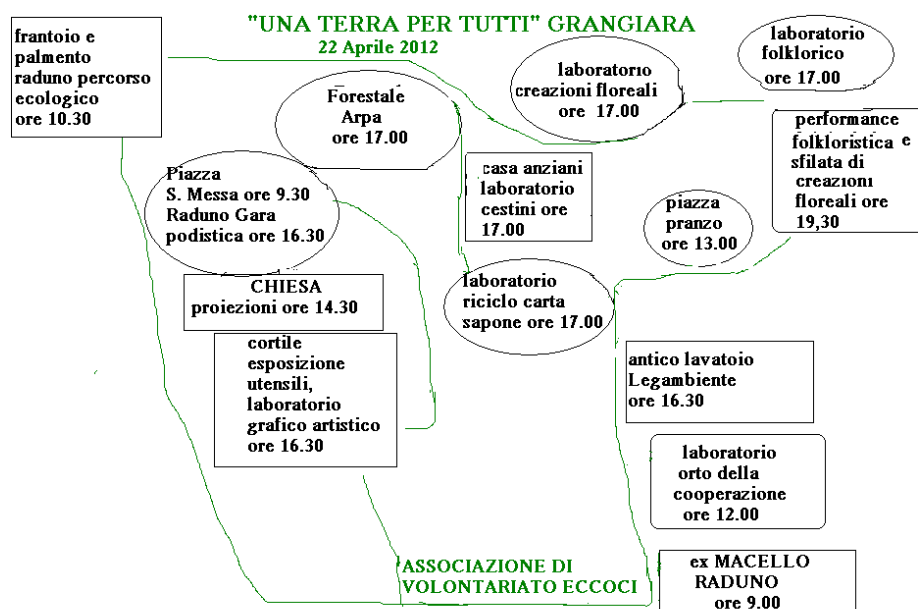 "UNA TERRA PER TUTTI" GRANGIARA
22 Aprile 2012
frantoio e
palmento
raduno percorso
ecologico
ore 10.30
Forestale
Arpa
ore 17.00
laboratorio
creazioni floreali
ore 17.00
laboratorio
folklorico
ore 17.00
performance
folkloristica e
sfilata di
creazioni
floreali ore
19,30
Piazza
S. Messa ore 9.30
Raduno Gara
podistica ore 16.30
casa anziani
laboratorio
cestini ore
17.00
piazza
pranzo
ore 13.00
CHIESA
proiezioni ore 14.30
laboratorio
riciclo carta
sapone ore 17.00
cortile
esposizione
utensili,
laboratorio
grafico artistico
ore 16.30
antico lavatoio
Legambiente
ore 16.30
laboratorio
orto della
cooperazione
ore 12.00
ASSOCIAZIONE DI
VOLONTARIATO ECCOCI
ex MACELLO
RADUNO
ore 9.00